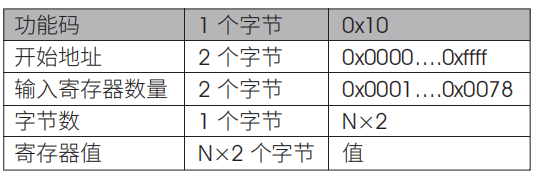 功能码 1 个字节 0x10
开始地址 2 个字节 0x0000....0xffff
输入寄存器数量 2 个字节 0x0001....0x0078
字节数 1 个字节 N×2
寄存器值 N×2 个字节 值